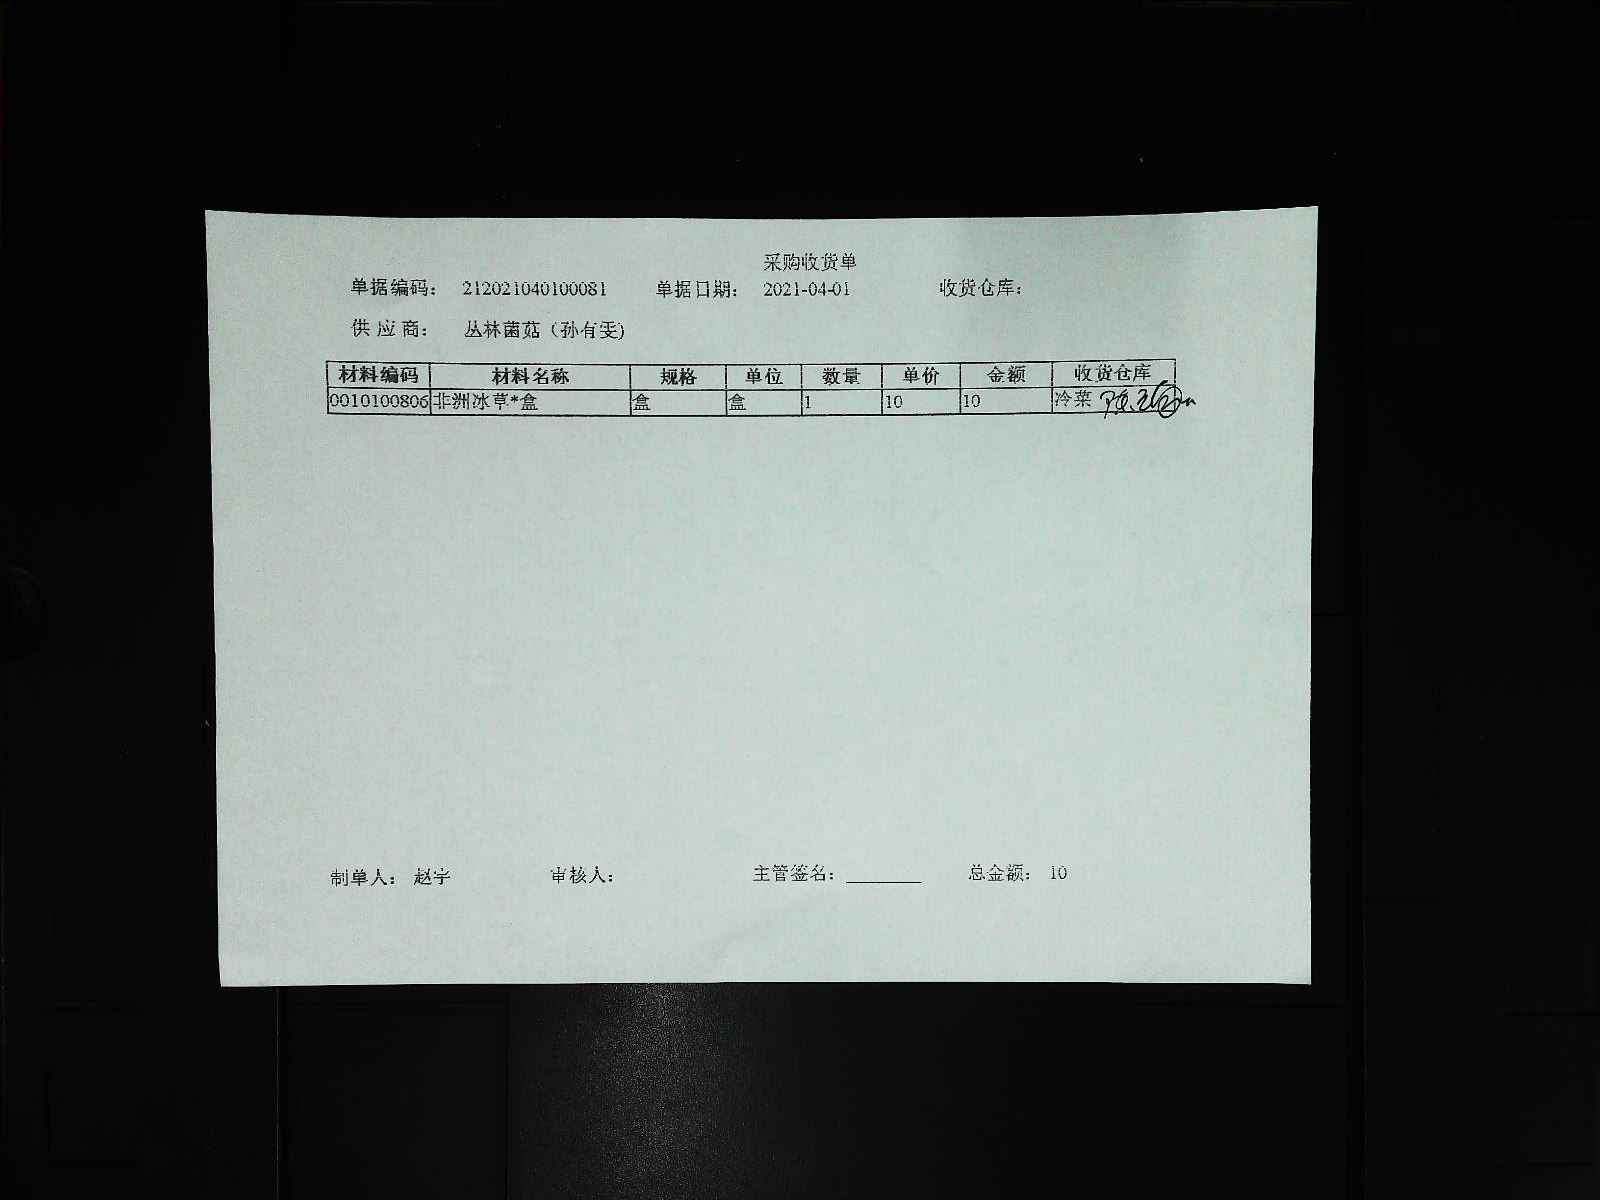 采购收货单
单据编码： 212021040100081 单据日期： 2021-04-01 收货仓库：
供 应 商： 丛林菌菇（孙有雯)
材料编码 材料名称 规格 单位 数量 单价 金额 收货仓库
0010100806 非洲冰草*盒 盒 盒 1 10 10 冷菜
制单人： 赵宇 审核人： 主管签名： ________ 总金额： 10